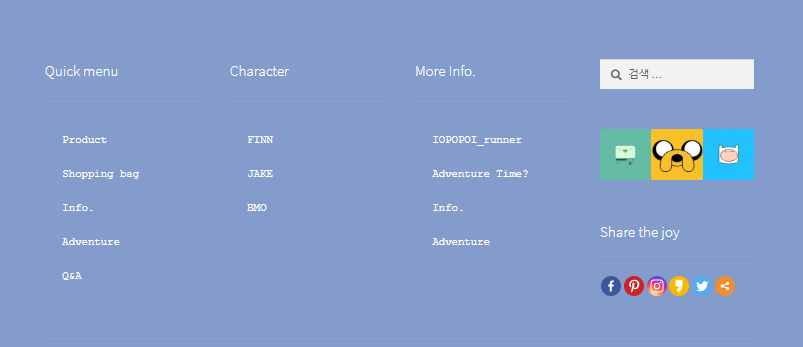 Quick menu
Product
Shopping bag
Info.
Adventure
Q&A
Character
FINN
JAKE
BMO
More Info.
IOPOPOI_runner
Adventure Time?
Info.
Adventure
검색 ...
Share the joy